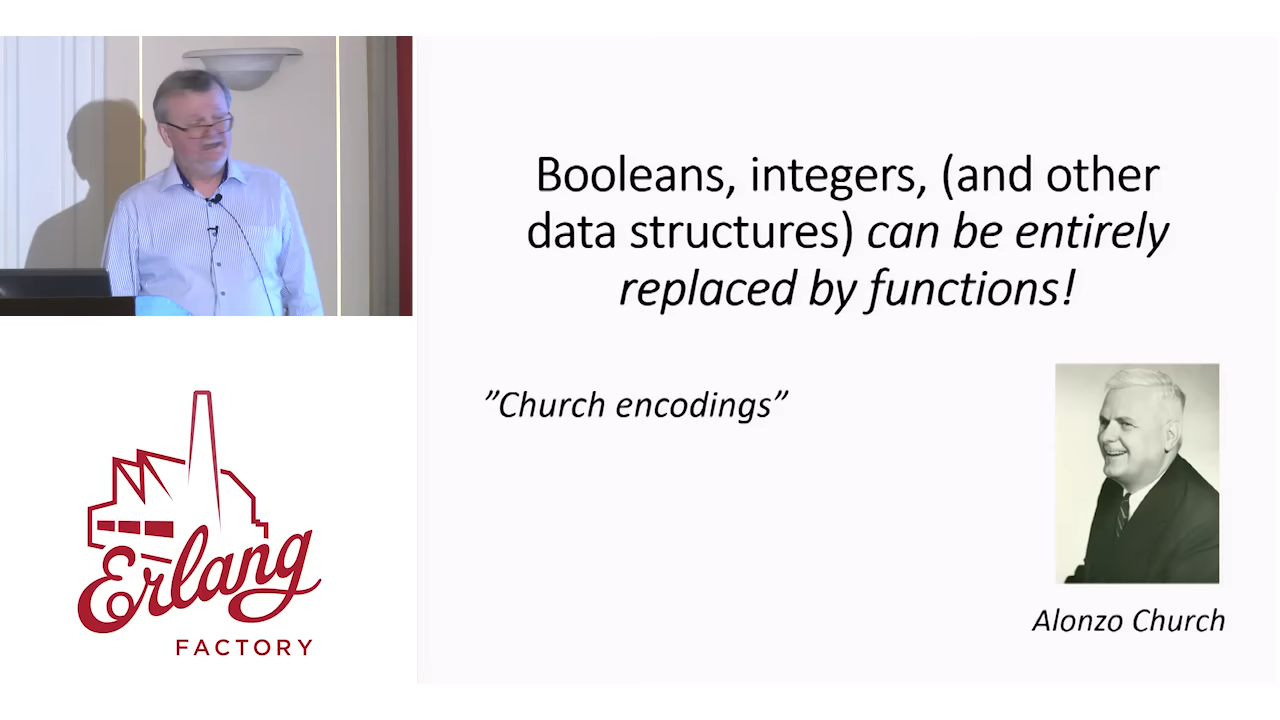 Booleans, integers, (and other
data structures) can be entirely
replaced by functions!
”Church encodings”
Alonzo Church
Erlang
FACTORY